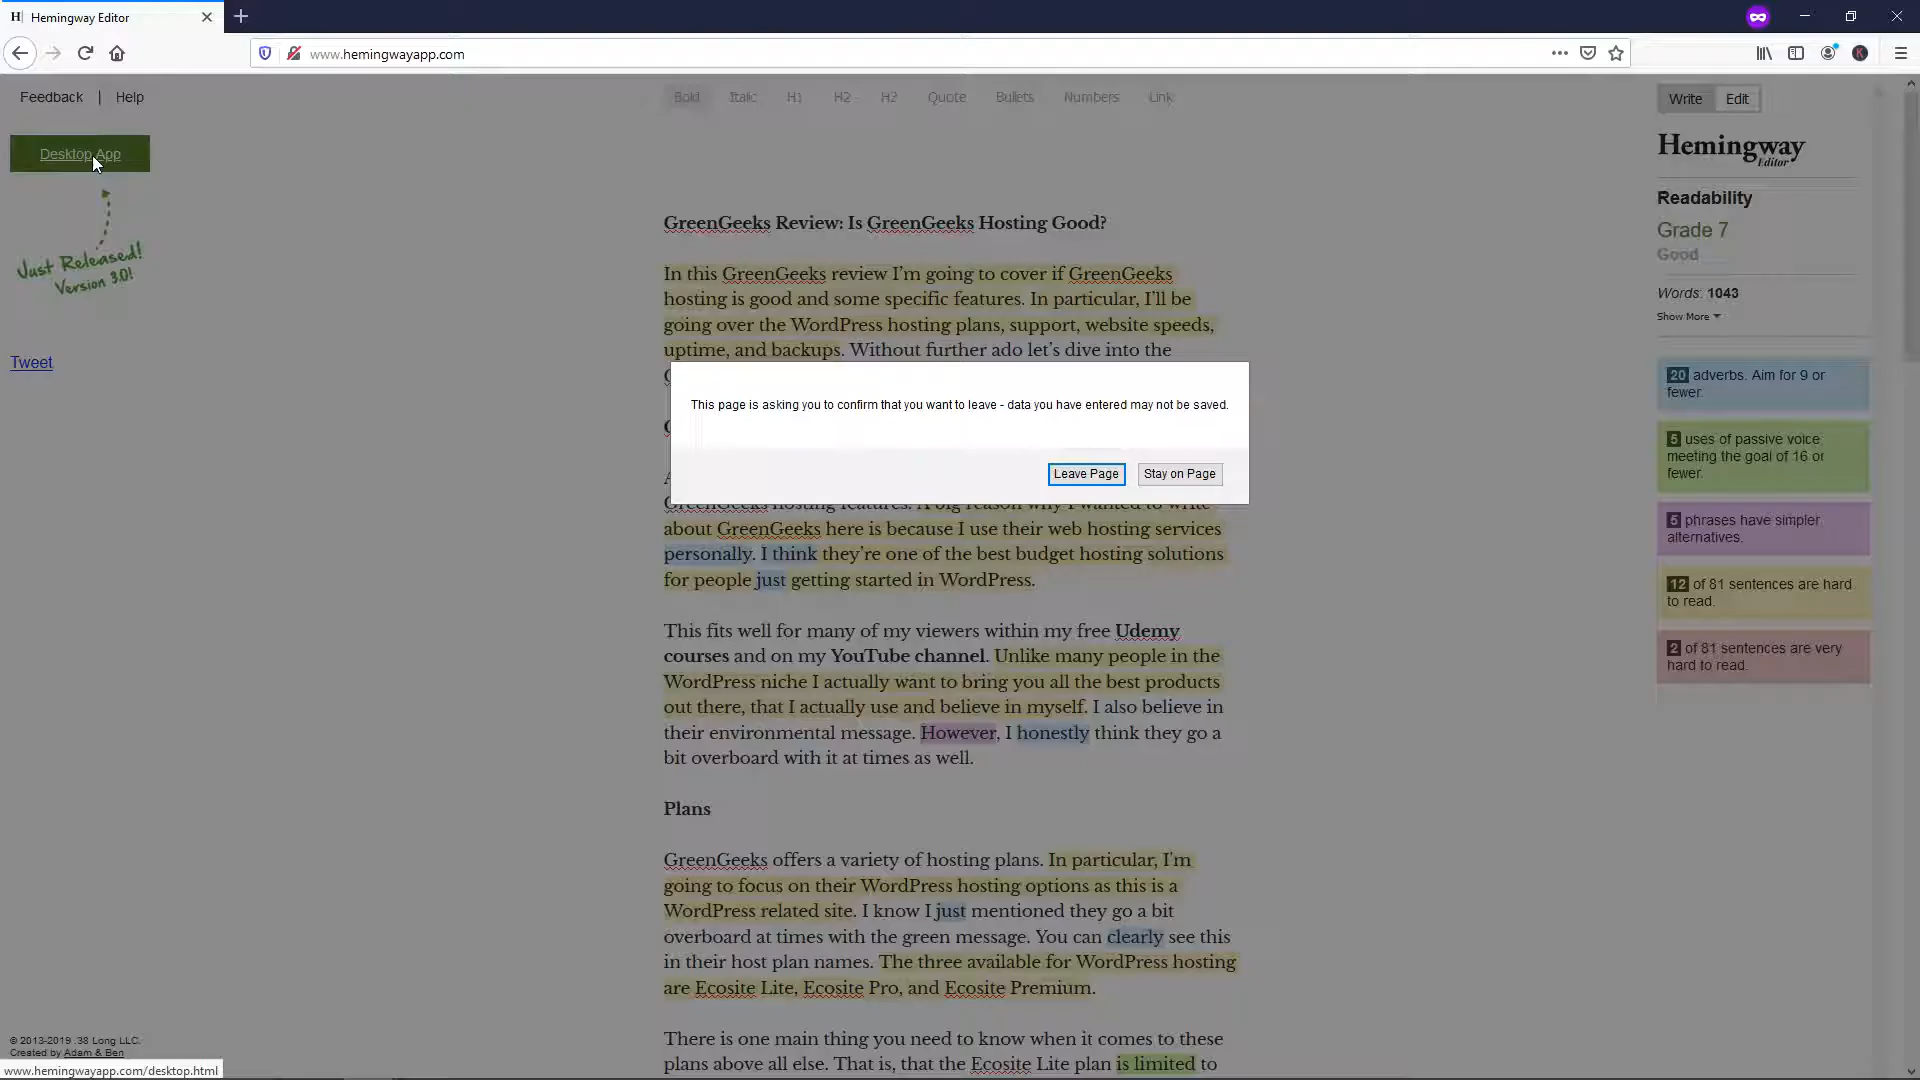 Hemingway Editor
www.hemingwayapp.com
Feedback | Help
Desktop App
Just Released!
Version 3.0!
Tweet
Bold Italic H1 H2 H3 Quote Bullets Numbers Link
GreenGeeks Review: Is GreenGeeks Hosting Good?
In this GreenGeeks review I'm going to cover if GreenGeeks
hosting is good and some specific features. In particular, I'll be
going over the WordPress hosting plans, support, website speeds,
uptime, and backups. Without further ado let's dive into the
This page is asking you to confirm that you want to leave - data you have entered may not be saved.
Leave Page Stay on Page
GreenGeeks hosting features. A big reason why I wanted to write
about GreenGeeks here is because I use their web hosting services
personally. I think they're one of the best budget hosting solutions
for people just getting started in WordPress.
This fits well for many of my viewers within my free Udemy
courses and on my YouTube channel. Unlike many people in the
WordPress niche I actually want to bring you all the best products
out there, that I actually use and believe in myself. I also believe in
their environmental message. However, I honestly think they go a
bit overboard with it at times as well.
Plans
GreenGeeks offers a variety of hosting plans. In particular, I'm
going to focus on their WordPress hosting options as this is a
WordPress related site. I know I just mentioned they go a bit
overboard at times with the green message. You can clearly see this
in their host plan names. The three available for WordPress hosting
are Ecosite Lite, Ecosite Pro, and Ecosite Premium.
There is one main thing you need to know when it comes to these
plans above all else. That is, that the Ecosite Lite plan is limited to
Write Edit
Hemingway
Editor
Readability
Grade 7
Good
Words: 1043
Show More
20 adverbs. Aim for 9 or
fewer.
5 uses of passive voice,
meeting the goal of 16 or
fewer.
5 phrases have simpler
alternatives.
12 of 81 sentences are hard
to read.
2 of 81 sentences are very
hard to read.
© 2013-2019 .38 Long LLC.
Created by Adam & Ben
www.hemingwayapp.com/desktop.html